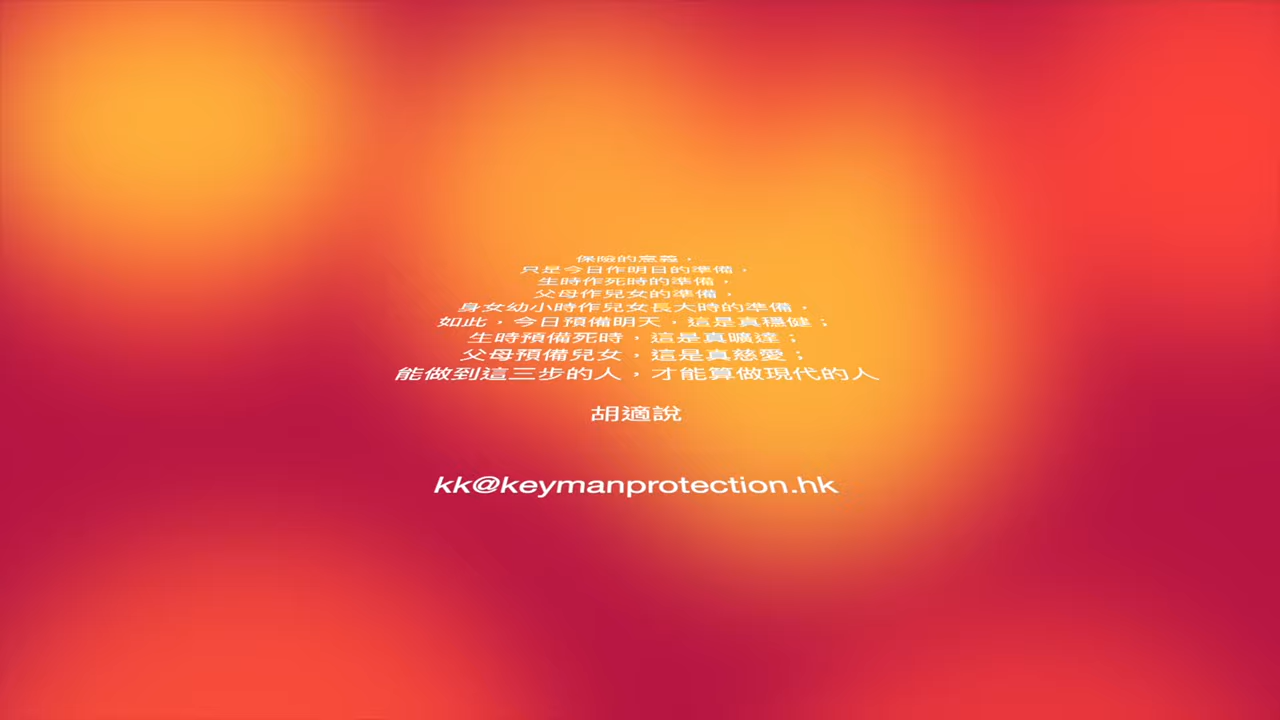 保險的意義，
只是今日作明日的準備，
生時作死時的準備，
父母作兒女的準備，
身女幼小時作兒女長大時的準備，
如此，今日預備明天，這是真穩健；
生時預備死時，這是真曠達；
父母預備兒女，這是真慈愛；
能做到這三步的人，才能算做現代的人
胡適說
kk@keymanprotection.hk